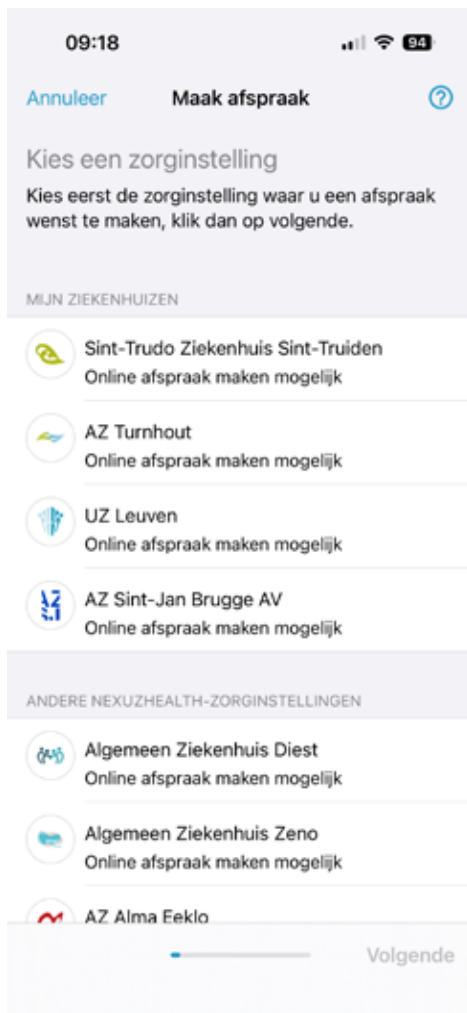 09:18
94
Annuleer Maak afspraak ?
Kies een zorginstelling
Kies eerst de zorginstelling waar u een afspraak
wenst te maken, klik dan op volgende.
MIJN ZIEKENHUIZEN
Sint-Trudo Ziekenhuis Sint-Truiden
Online afspraak maken mogelijk
AZ Turnhout
Online afspraak maken mogelijk
UZ Leuven
Online afspraak maken mogelijk
AZ Sint-Jan Brugge AV
Online afspraak maken mogelijk
ANDERE NEXUZHEALTH-ZORGINSTELLINGEN
Algemeen Ziekenhuis Diest
Online afspraak maken mogelijk
Algemeen Ziekenhuis Zeno
Online afspraak maken mogelijk
AZ Alma Eeklo
Volgende